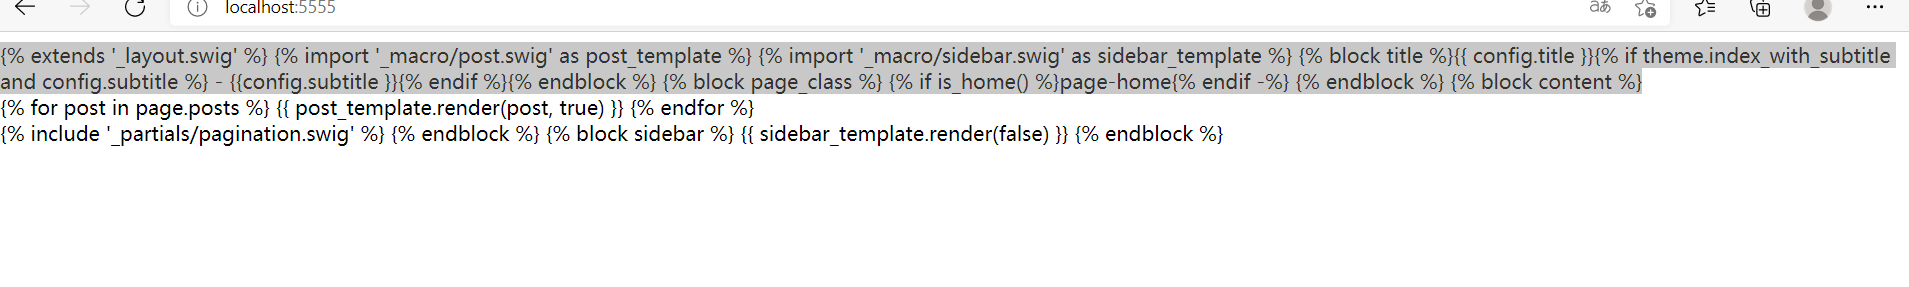 localhost:5555
aあ
{% extends '_layout.swig' %} {% import '_macro/post.swig' as post_template %} {% import '_macro/sidebar.swig' as sidebar_template %} {% block title %}{{ config.title }}{% if theme.index_with_subtitle
and config.subtitle %} - {{config.subtitle }}{% endif %}{% endblock %} {% block page_class %} {% if is_home() %}page-home{% endif -%} {% endblock %} {% block content %}
{% for post in page.posts %} {{ post_template.render(post, true) }} {% endfor %}
{% include '_partials/pagination.swig' %} {% endblock %} {% block sidebar %} {{ sidebar_template.render(false) }} {% endblock %}